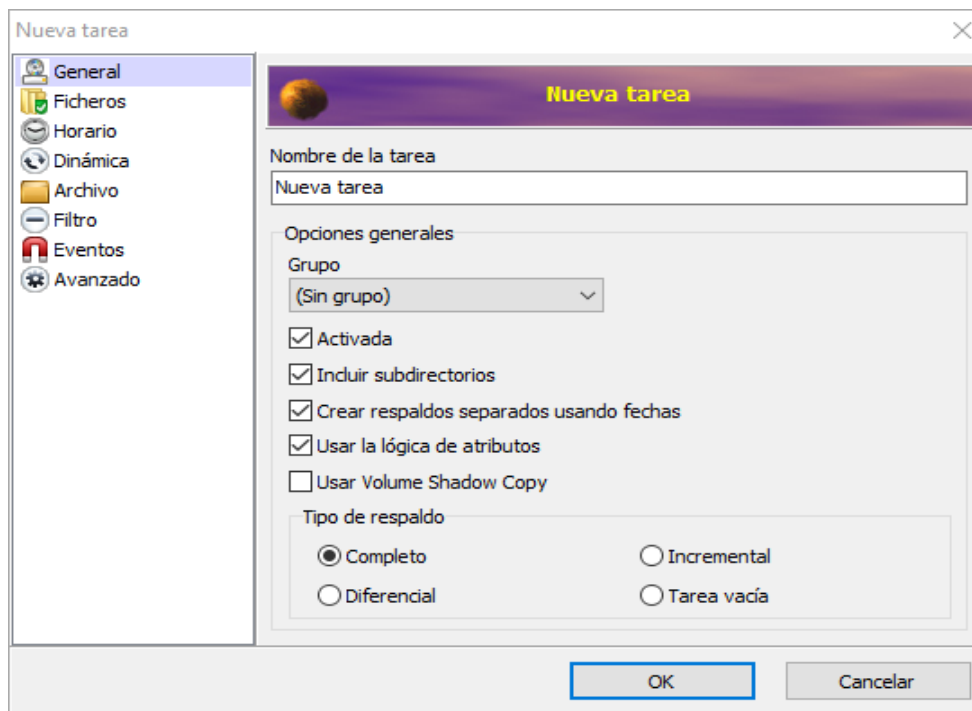 Nueva tarea
General
Ficheros
Horario
Dinámica
Archivo
Filtro
Eventos
Avanzado
Nueva tarea
Nombre de la tarea
Nueva tarea
Opciones generales
Grupo
(Sin grupo)
Activada
Incluir subdirectorios
Crear respaldos separados usando fechas
Usar la lógica de atributos
Usar Volume Shadow Copy
Tipo de respaldo
Completo Incremental
Diferencial Tarea vacía
OK Cancelar